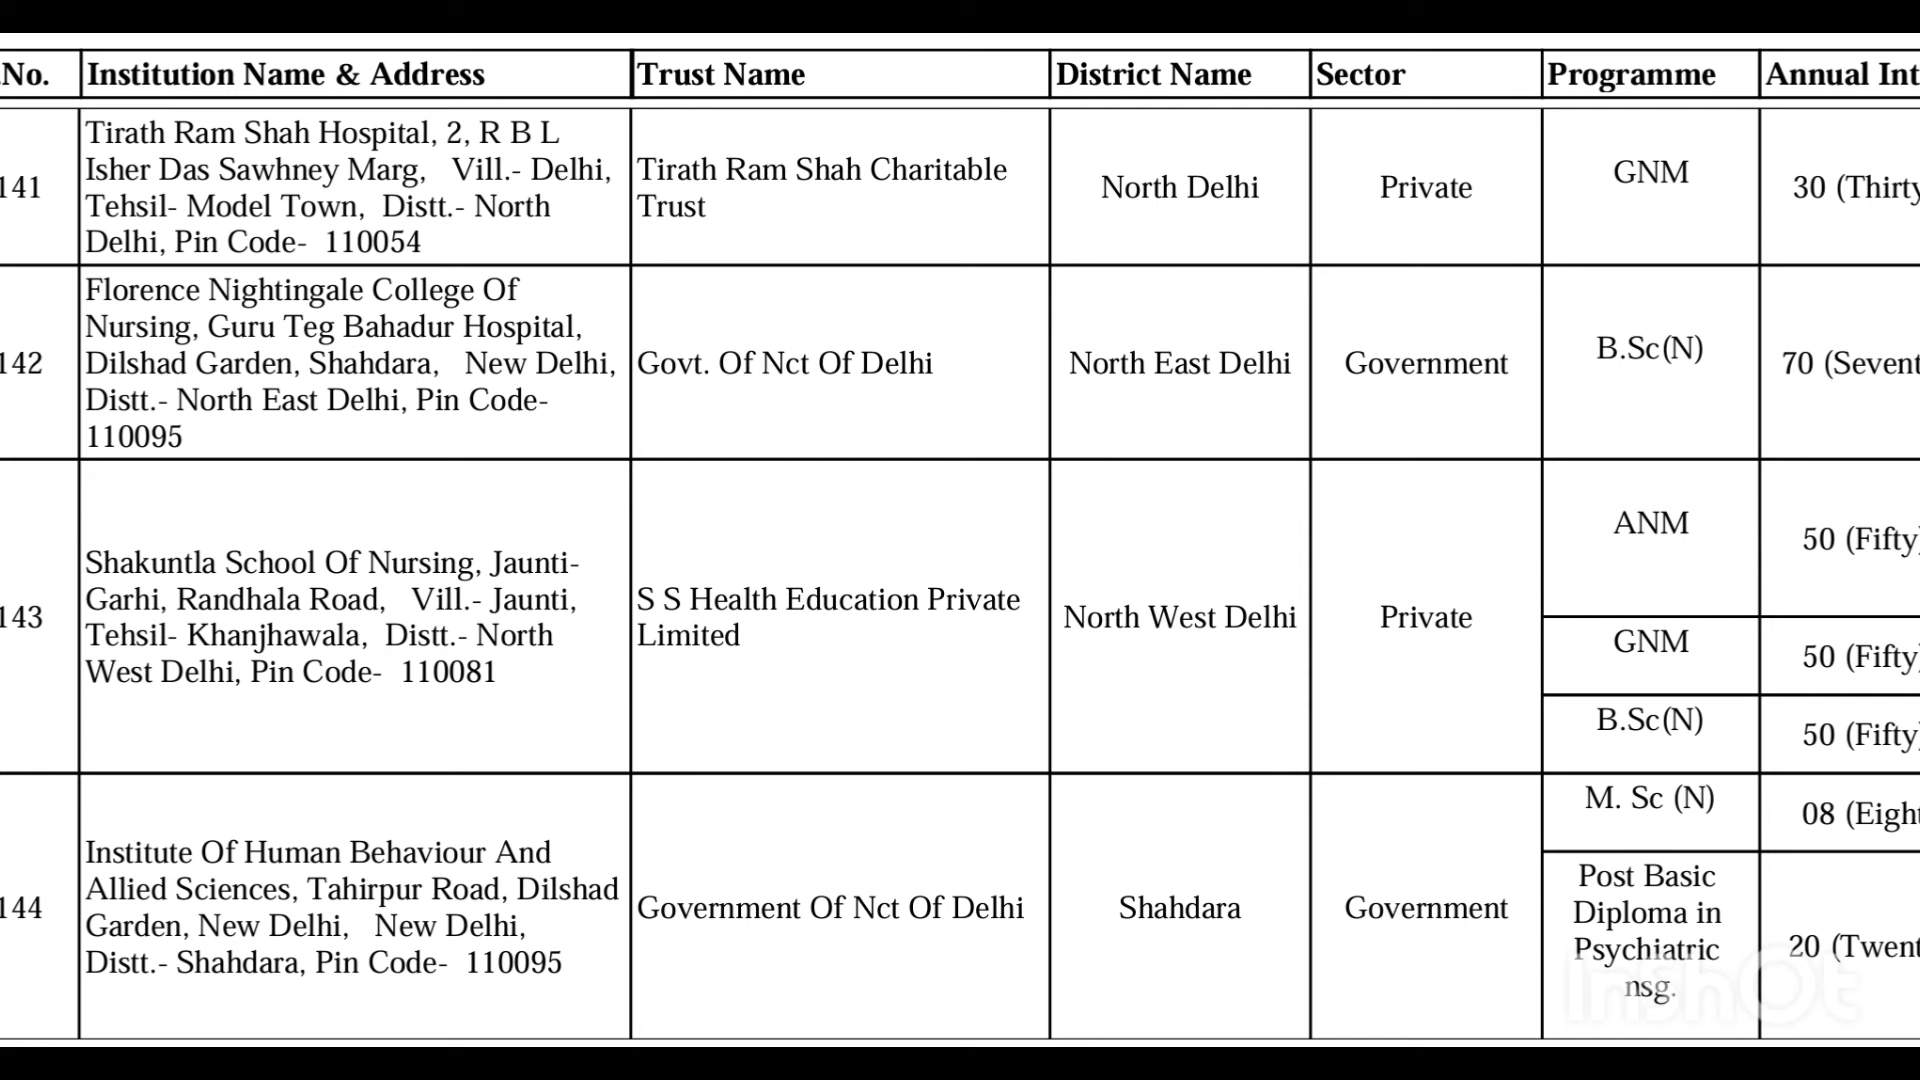 .No. Institution Name & Address Trust Name District Name Sector Programme Annual Int
141
Tirath Ram Shah Hospital, 2, R B L
Isher Das Sawhney Marg, Vill.- Delhi,
Tehsil- Model Town, Distt.- North
Delhi, Pin Code- 110054
Tirath Ram Shah Charitable
Trust
North Delhi
Private
GNM
30 (Thirty
142
Florence Nightingale College Of
Nursing, Guru Teg Bahadur Hospital,
Dilshad Garden, Shahdara, New Delhi,
Distt.- North East Delhi, Pin Code-
110095
Govt. Of Nct Of Delhi
North East Delhi
Government
B.Sc(N)
70 (Sevent
143
Shakuntla School Of Nursing, Jaunti-
Garhi, Randhala Road, Vill.- Jaunti,
Tehsil- Khanjhawala, Distt.- North
West Delhi, Pin Code- 110081
S S Health Education Private
Limited
North West Delhi
Private
ANM
50 (Fifty)
GNM
50 (Fifty)
B.Sc(N)
50 (Fifty)
144
Institute Of Human Behaviour And
Allied Sciences, Tahirpur Road, Dilshad
Garden, New Delhi, New Delhi,
Distt.- Shahdara, Pin Code- 110095
Government Of Nct Of Delhi
Shahdara
Government
M. Sc (N)
08 (Eight
Post Basic
Diploma in
Psychiatric
nsg.
20 (Twent
InShOt